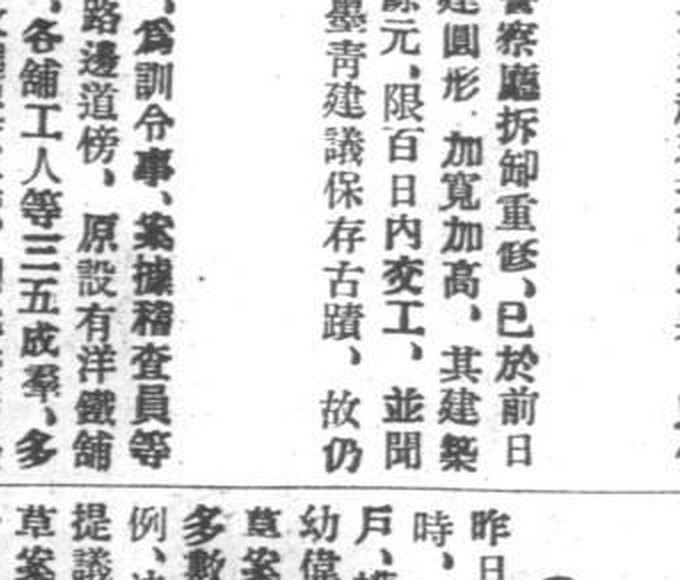 察廳拆卸重修、已於前日
建圓形．加寬加高、其建築
元、限百日內交工、並聞
墨青建議保存古蹟、故仍
、爲訓令事、案據稽查員等
路邊道傍、原設有洋鐵舖
、各舖工人等三五成羣、多
昨日
時、
戶、
幼偉
草案
多數
例、
提議
草案